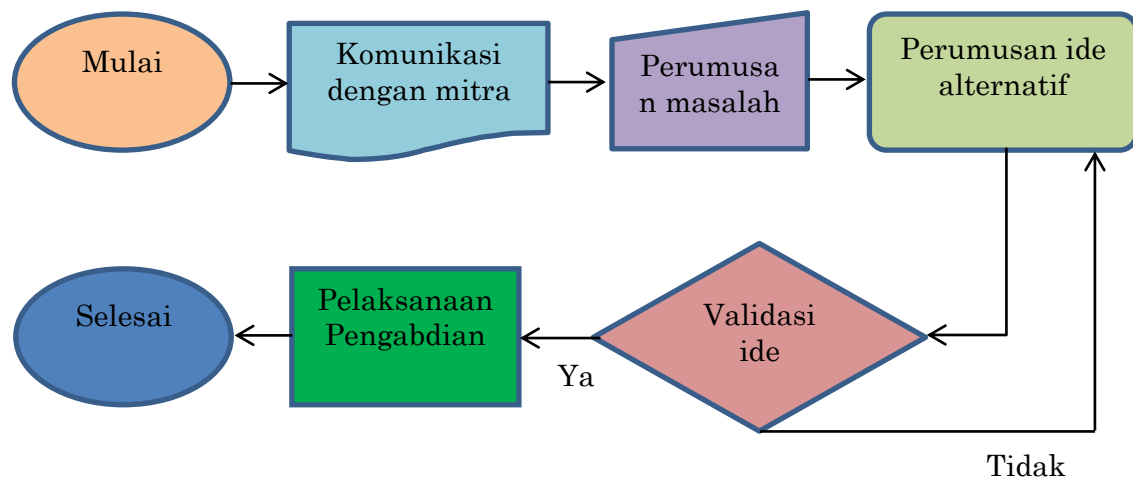 Mulai
Komunikasi
dengan mitra
Perumusa
n masalah
Perumusan ide
alternatif
Selesai
Pelaksanaan
Pengabdian
Ya
Validasi
ide
Tidak